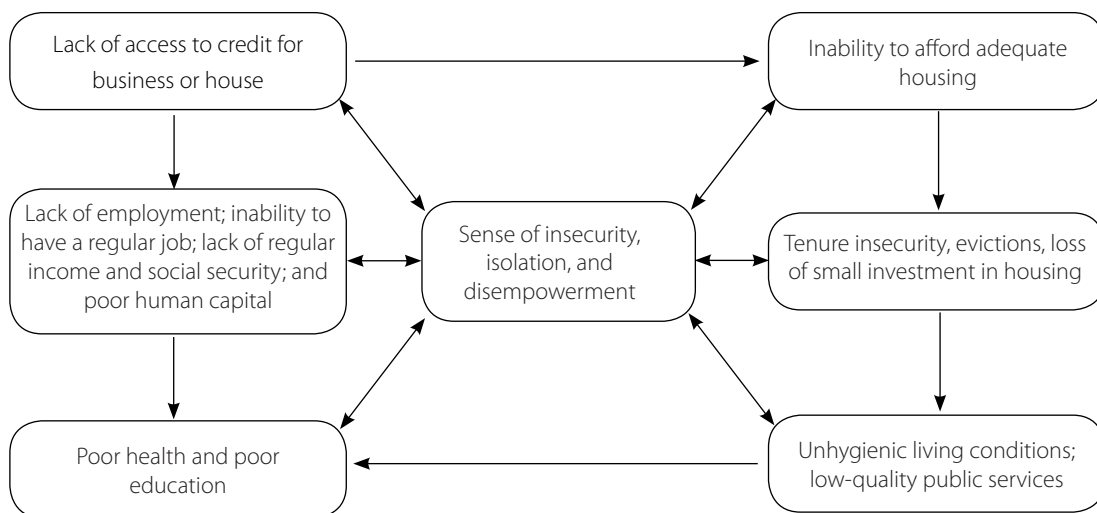 Lack of access to credit for
business or house
Inability to afford adequate
housing
Lack of employment; inability to
have a regular job; lack of regular
income and social security; and
poor human capital
Sense of insecurity,
isolation, and
disempowerment
Tenure insecurity, evictions, loss
of small investment in housing
Poor health and poor
education
Unhygienic living conditions;
low-quality public services